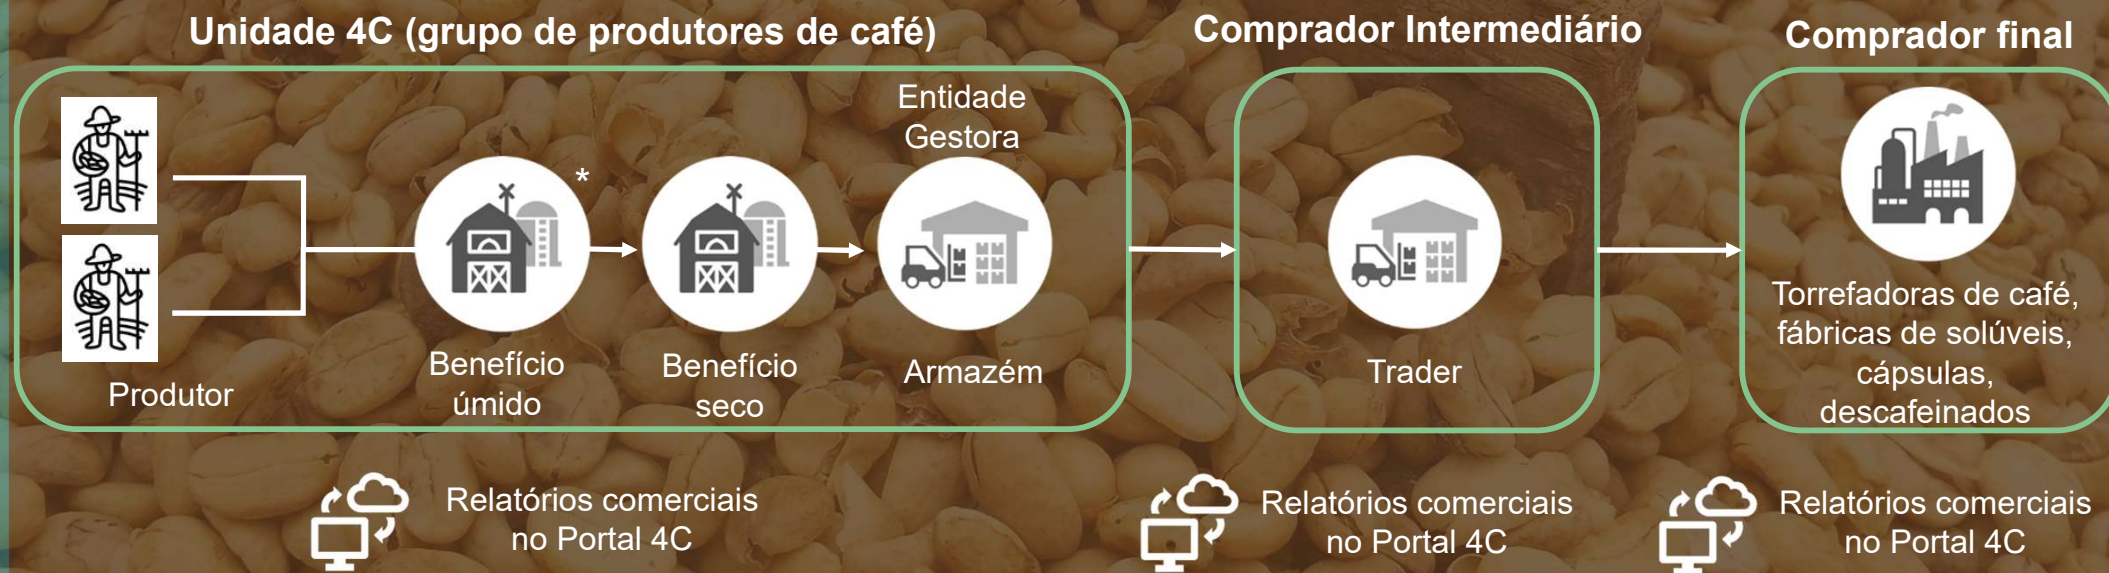 Unidade 4C (grupo de produtores de café)
Comprador Intermediário
Comprador final
Entidade
Gestora
*
Produtor
Benefício
úmido
Benefício
seco
Armazém
Trader
Torrefadoras de café,
fábricas de solúveis,
cápsulas,
descafeinados
Relatórios comerciais
no Portal 4C
Relatórios comerciais
no Portal 4C
Relatórios comerciais
no Portal 4C